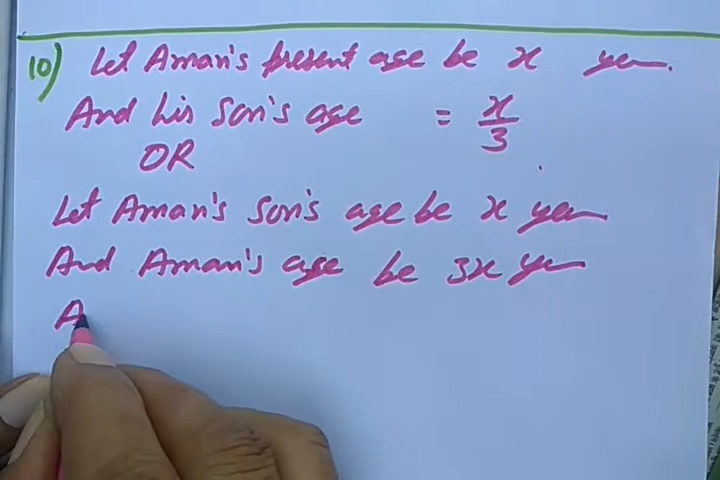 10) Let Aman's present age be x year.
And his son's age = x/3
OR
Let Aman's son's age be x year
And Aman's age be 3x year
A